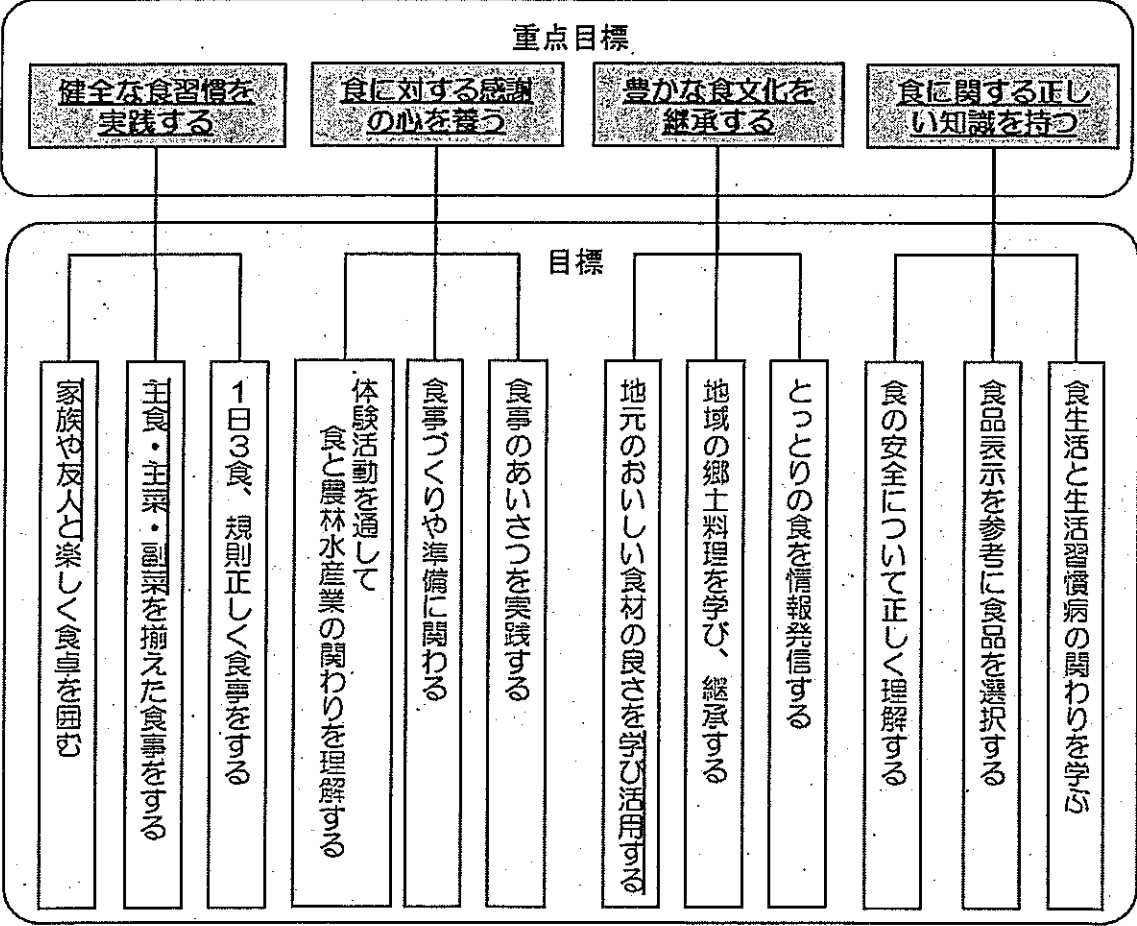 重点目標
健全な食習慣を
実践する
食に対する感謝
の心を養う
豊かな食文化を
継承する
食に関する正し
い知識を持つ
目標
1日3食、規則正しく食事をする
主食・主菜・副菜を揃えた食事をする
家族や友人と楽しく食卓を囲む
食事のあいさつを実践する
食事づくりや準備に関わる
体験活動を通して
食と農林水産業の関わりを理解する
とっとりの食を情報発信する
地域の郷土料理を学び、継承する
地元のおいしい食材の良さを学び活用する
食生活と生活習慣病の関わりを学ぶ
食品表示を参考に食品を選択する
食の安全について正しく理解する